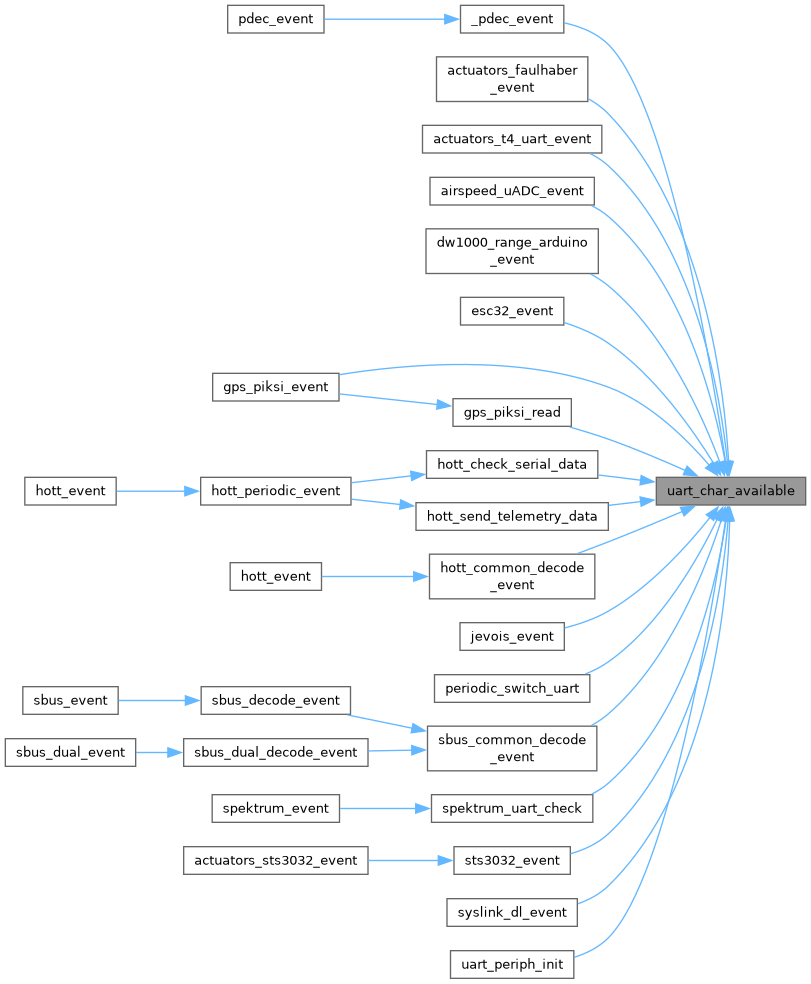 pdec_event
_pdec_event
actuators_faulhaber
_event
actuators_t4_uart_event
airspeed_uADC_event
dw1000_range_arduino
_event
esc32_event
gps_piksi_event
gps_piksi_read
hott_check_serial_data
hott_event
hott_periodic_event
uart_char_available
hott_send_telemetry_data
hott_event
hott_common_decode
_event
jevois_event
periodic_switch_uart
sbus_event
sbus_decode_event
sbus_common_decode
_event
sbus_dual_event
sbus_dual_decode_event
spektrum_event
spektrum_uart_check
actuators_sts3032_event
sts3032_event
syslink_dl_event
uart_periph_init